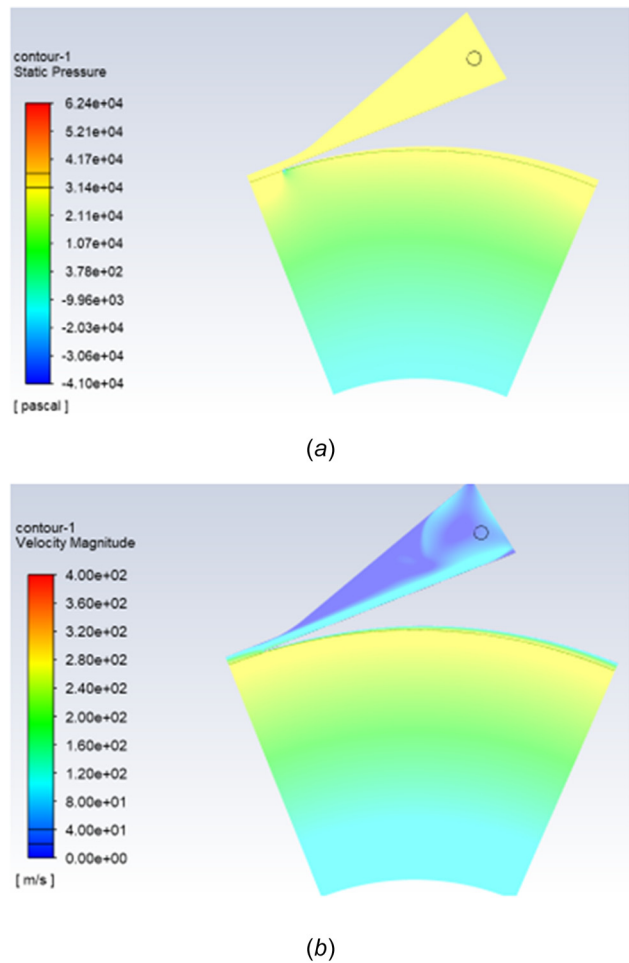 contour-1
Static Pressure
6.24e+04
5.21e+04
4.17e+04
3.14e+04
2.11e+04
1.07e+04
3.78e+02
-9.96e+03
-2.03e+04
-3.06e+04
-4.10e+04
[ pascal ]
(a)
contour-1
Velocity Magnitude
4.00e+02
3.60e+02
3.20e+02
2.80e+02
2.40e+02
2.00e+02
1.60e+02
1.20e+02
8.00e+01
4.00e+01
0.00e+00
[ m/s ]
(b)